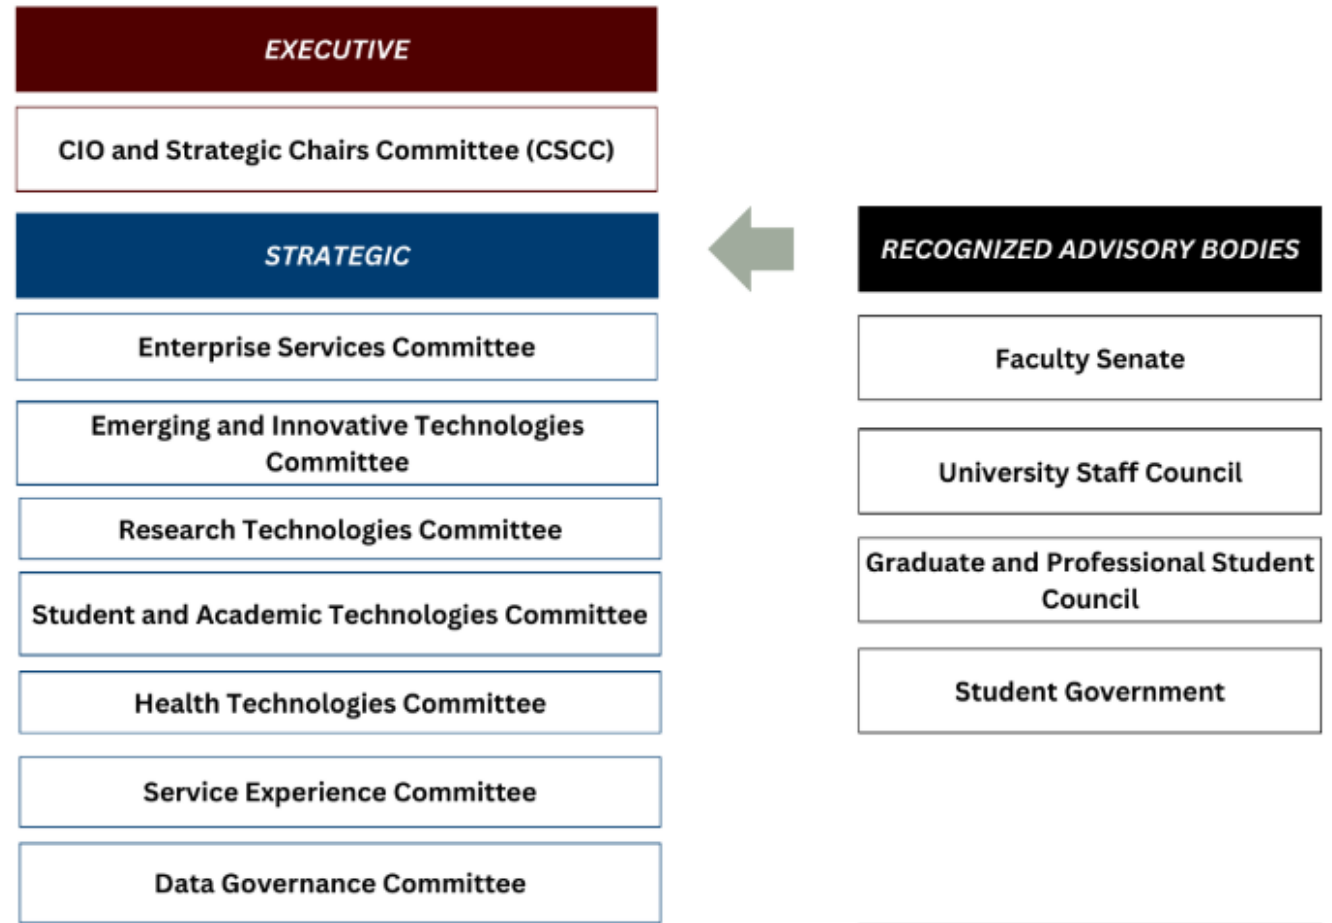 EXECUTIVE
CIO and Strategic Chairs Committee (CSCC)
STRATEGIC
Enterprise Services Committee
Emerging and Innovative Technologies
Committee
Research Technologies Committee
Student and Academic Technologies Committee
Health Technologies Committee
Service Experience Committee
Data Governance Committee
RECOGNIZED ADVISORY BODIES
Faculty Senate
University Staff Council
Graduate and Professional Student
Council
Student Government